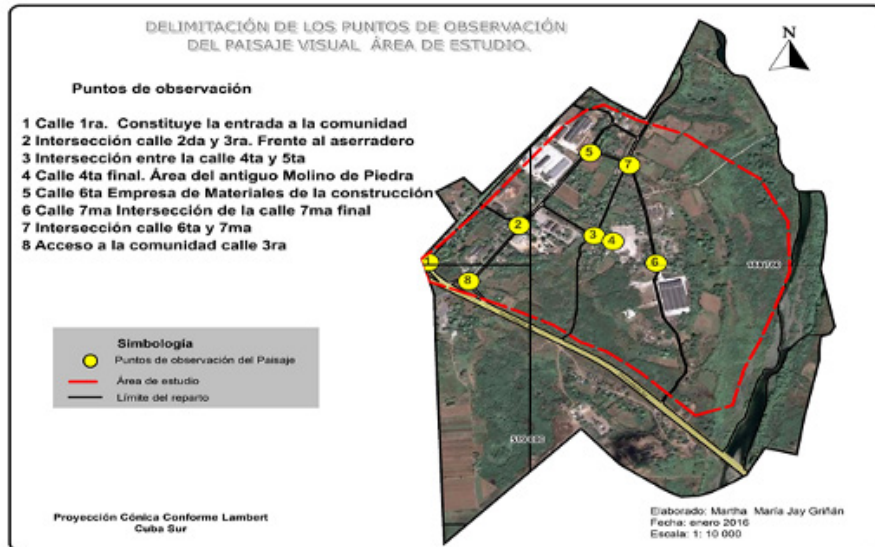 DELIMITACIÓN DE LOS PUNTOS DE OBSERVACIÓN
DEL PAISAJE VISUAL ÁREA DE ESTUDIO.
N
Puntos de observación
1 Calle 1ra. Constituye la entrada a la comunidad
2 Intersección calle 2da y 3ra. Frente al aserradero
3 Intersección entre la calle 4ta y 5ta
4 Calle 4ta final. Área del antiguo Molino de Piedra
5 Calle 6ta Empresa de Materiales de la construcción
6 Calle 7ma Intersección de la calle 7ma final
7 Intersección calle 6ta y 7ma
8 Acceso a la comunidad calle 3ra
5
7
2
3
4
1
6
8
Simbología
Puntos de observación del Paisaje
Área de estudio
Límite del reparto
Proyección Cónica Conforme Lambert
Cuba Sur
Elaborado: Martha María Jay Griñán
Fecha: enero 2016
Escala: 1: 10 000